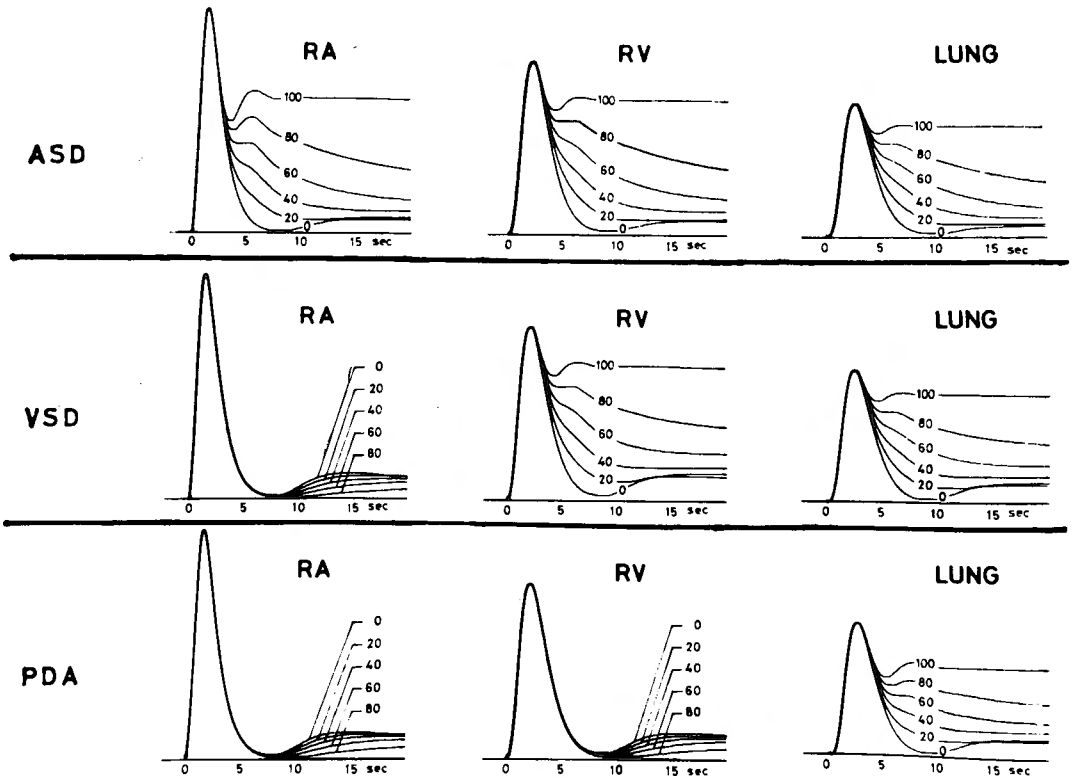 RA RV LUNG
ASD
100 100 100
80 80 80
60 60 60
40 40 40
20 20 20
0 0 0
0 5 10 15 sec 0 5 10 15 sec 0 5 10 15 sec
RA RV LUNG
VSD
0 100 100
20 80 80
40 60 60
60 40 40
80 20 20
0 0
0 5 10 15 sec 0 5 10 15 sec 0 5 10 15 sec
RA RV LUNG
PDA
0 0 100
20 20 80
40 40 60
60 60 40
80 80 20
0
0 5 10 15 sec 0 5 10 15 sec 0 5 10 15 sec